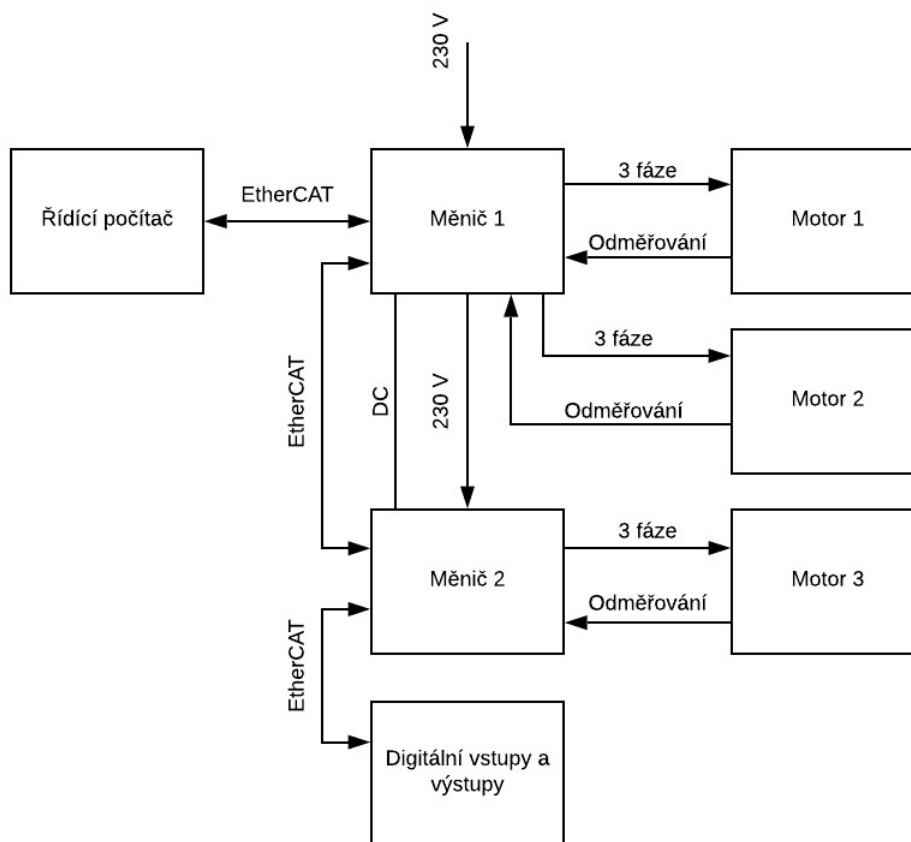 230 V
Řídící počítač
EtherCAT
Měnič 1
3 fáze
Odměřování
Motor 1
3 fáze
Odměřování
Motor 2
EtherCAT
DC
230 V
Měnič 2
3 fáze
Odměřování
Motor 3
EtherCAT
Digitální vstupy a
výstupy